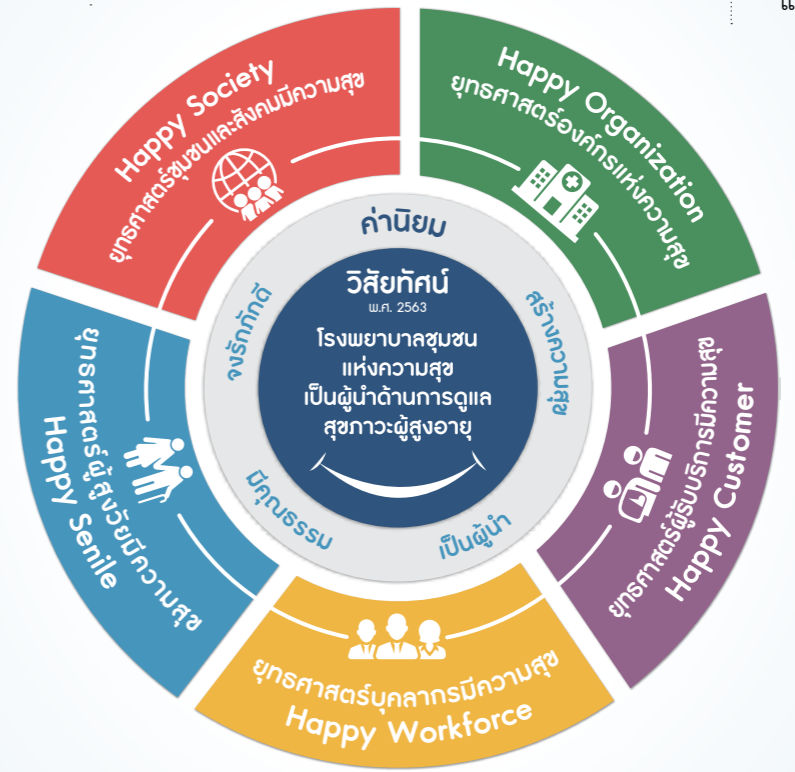 Happy Society
ยุทธศาสตร์ชุมชนและสังคมมีความสุข
Happy Organization
ยุทธศาสตร์องค์กรแห่งความสุข
ยุทธศาสตร์ผู้รับบริการมีความสุข
Happy Customer
ยุทธศาสตร์บุคลากรมีความสุข
Happy Workforce
ยุทธศาสตร์ผู้สูงวัยมีความสุข
Happy Senile
ค่านิยม
สร้างความสุข
เป็นผู้นำ
มีคุณธรรม
จงรักภักดี
วิสัยทัศน์
พ.ศ. 2563
โรงพยาบาลชุมชน
แห่งความสุข
เป็นผู้นำด้านการดูแล
สุขภาวะผู้สูงอายุ